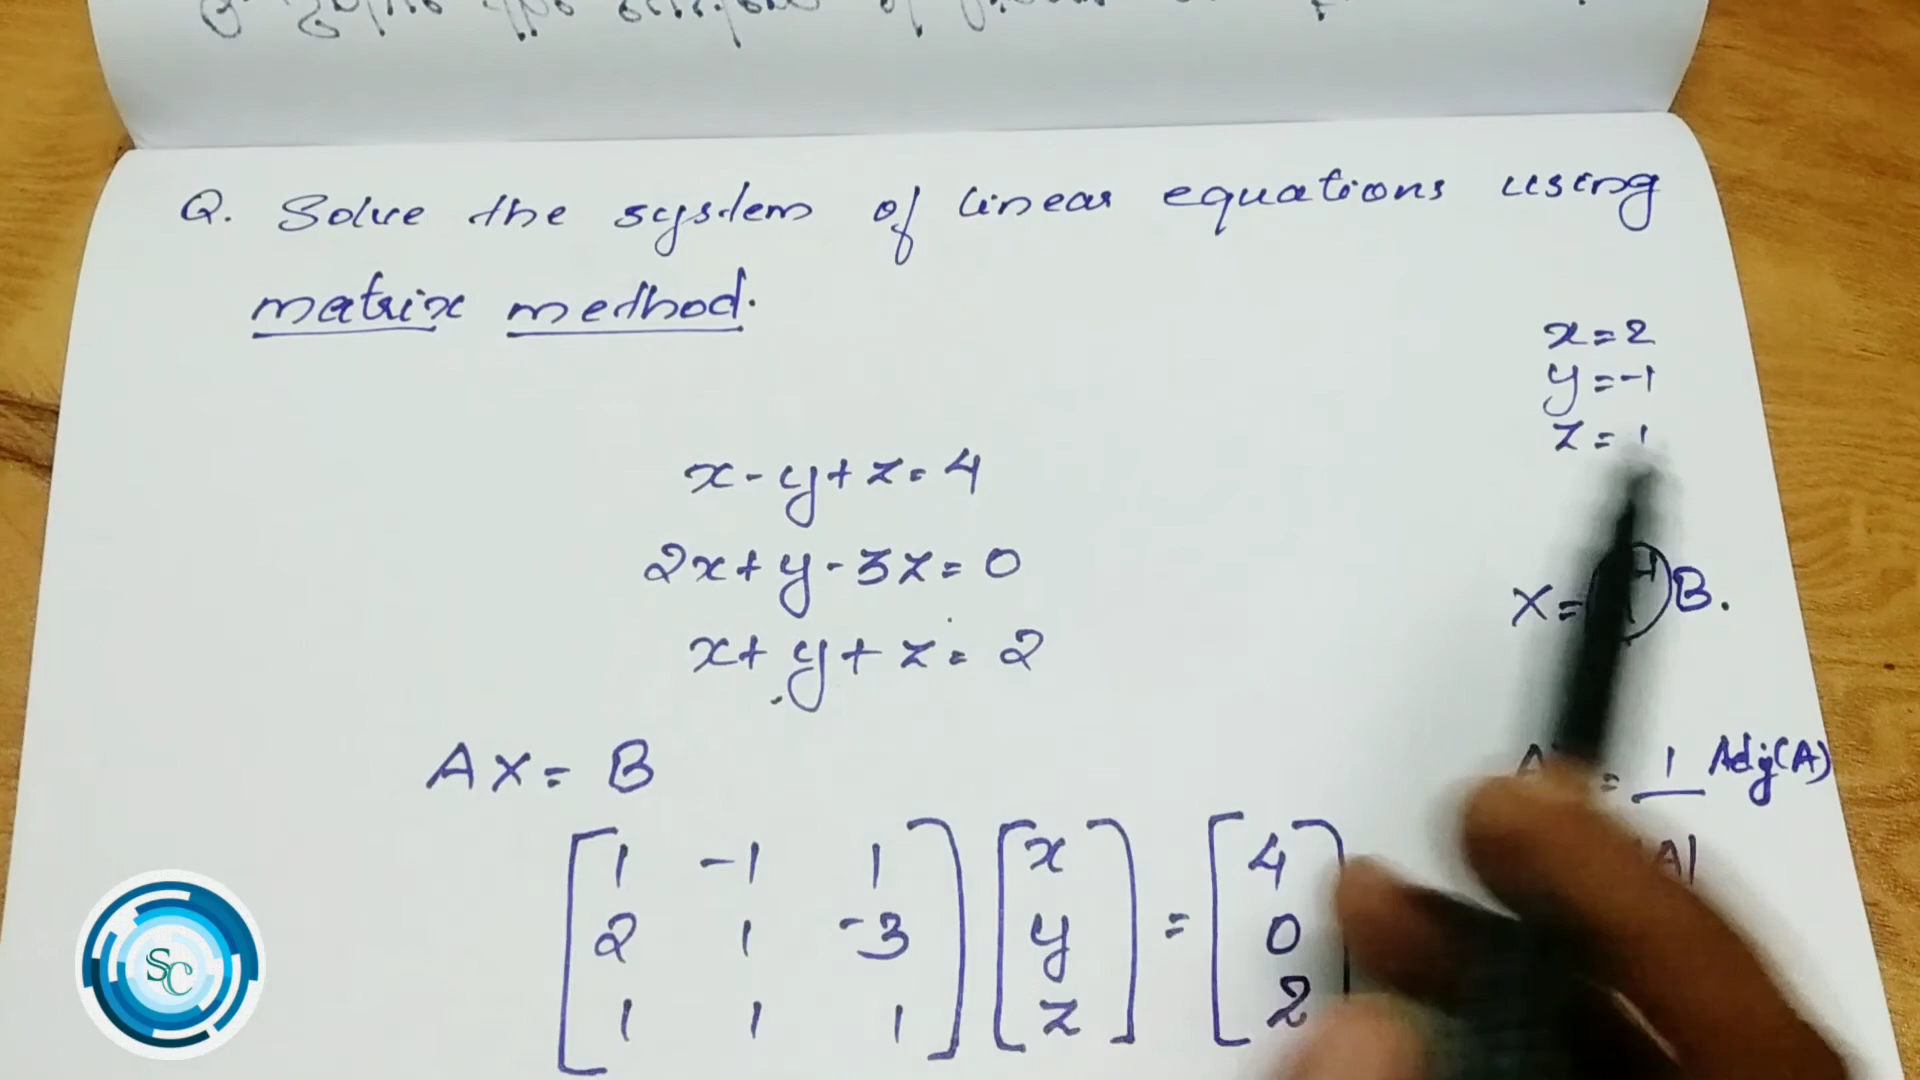 Q. Solve the system of linear equations using
matrix method.
x=2
y=-1
z=1
x-y+z=4
2x+y-3z=0
x+y+z=2
X= B.
AX=B
= 1 Adj(A)
|A|
1 -1 1 x 4
2 1 -3 y = 0
1 1 1 z 2
SC